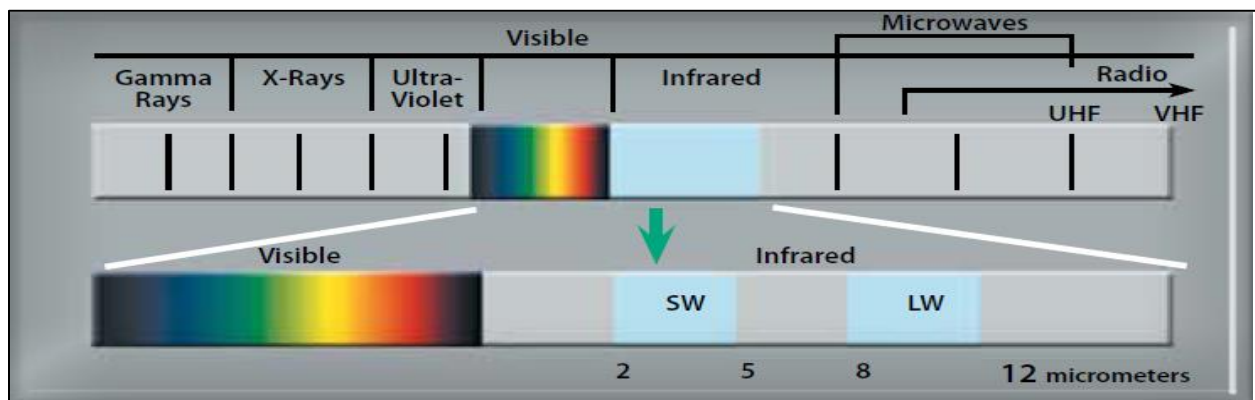 Microwaves
Visible
Gamma
Rays
X-Rays
Ultra-
Violet
Infrared
Radio
UHF VHF
Visible
Infrared
SW
LW
2 5 8 12 micrometers